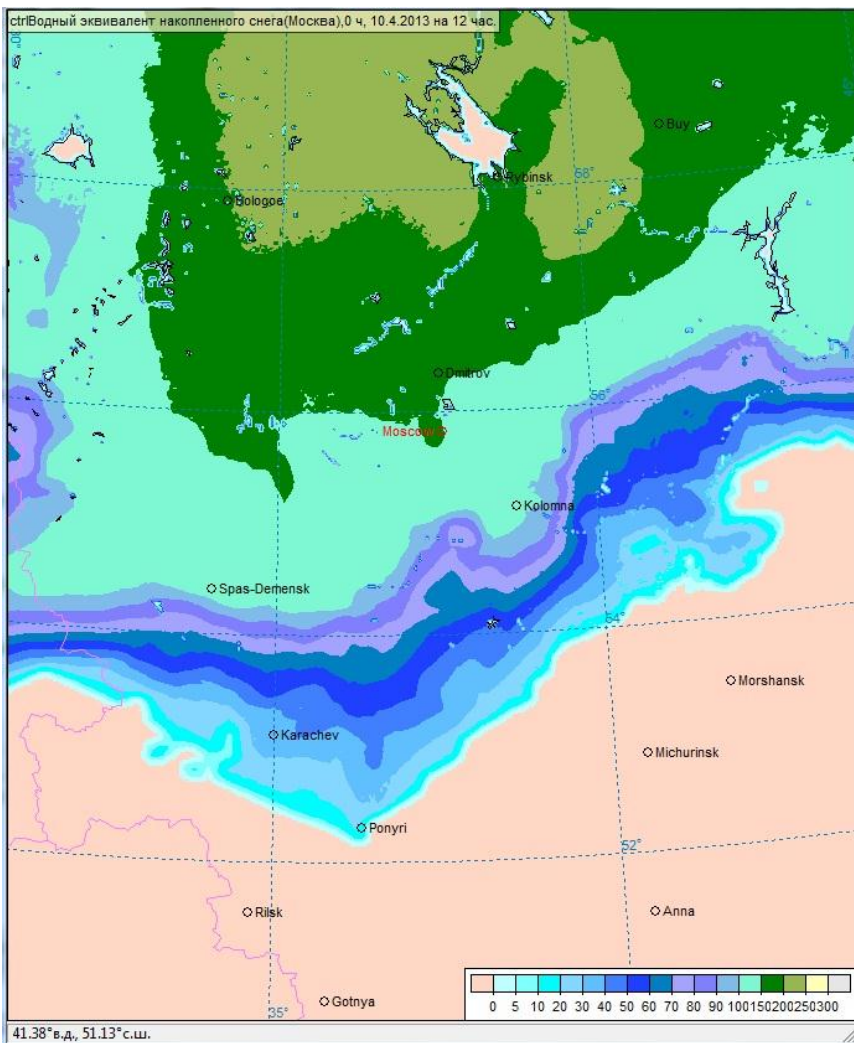 ctrlВодный эквивалент накопленного снега(Москва),0 ч, 10.4.2013 на 12 час.
45°
Buy
58°
Rybinsk
Bologoe
Dmitrov
56°
Moscow
Kolomna
Spas-Demensk
54°
Morshansk
Karachev
Michurinsk
Ponyri
52°
Rilsk
Anna
Gotnya
35°
0 5 10 20 30 40 50 60 70 80 90 100150200250300
41.38°в.д., 51.13°с.ш.